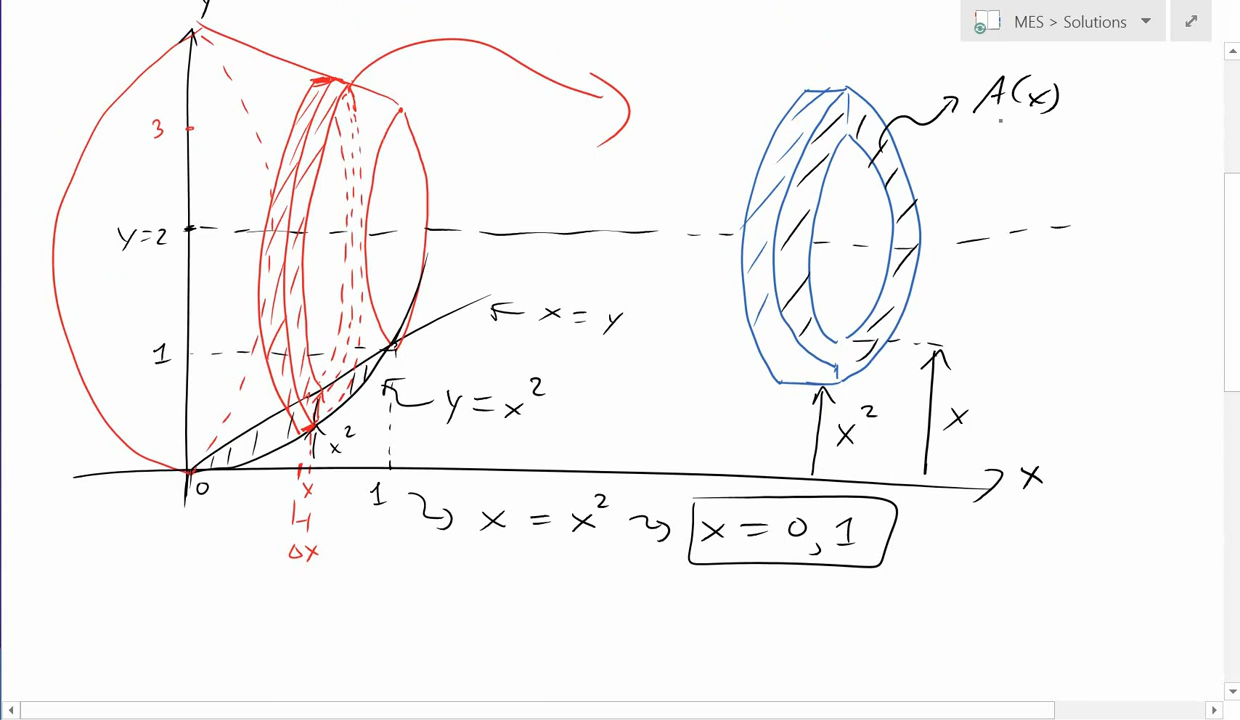 y
MES > Solutions
A(x)
3
y=2
x = y
1
y = x²
x²
x²
x
x
0
x
1
x = x²
x = 0, 1
Δx